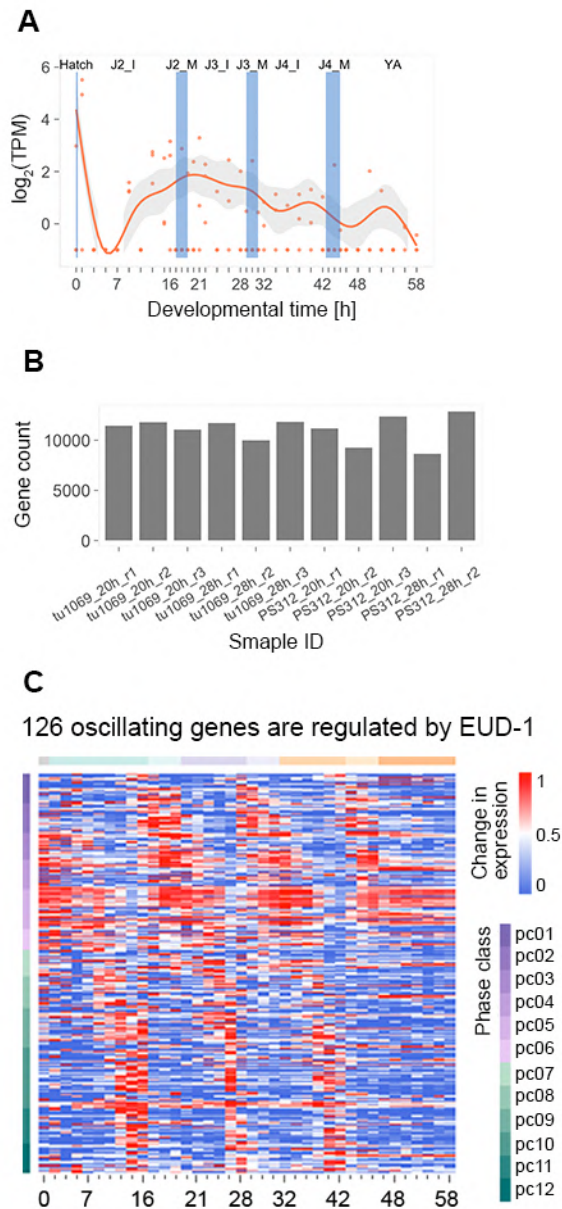 A
Hatch J2_I J2_M J3_I J3_M J4_I J4_M YA
6
4
2
0
log2(TPM)
0 7 16 21 28 32 42 48 58
Developmental time [h]
B
10000
5000
0
Gene count
tu1069_20h_r1
tu1069_20h_r2
tu1069_20h_r3
tu1069_28h_r1
tu1069_28h_r2
tu1069_28h_r3
PS312_20h_r1
PS312_20h_r2
PS312_20h_r3
PS312_28h_r1
PS312_28h_r2
Smaple ID
C
126 oscillating genes are regulated by EUD-1
1
0.5
0
Change in
expression
Phase class
pc01
pc02
pc03
pc04
pc05
pc06
pc07
pc08
pc09
pc10
pc11
pc12
0 7 16 21 28 32 42 48 58